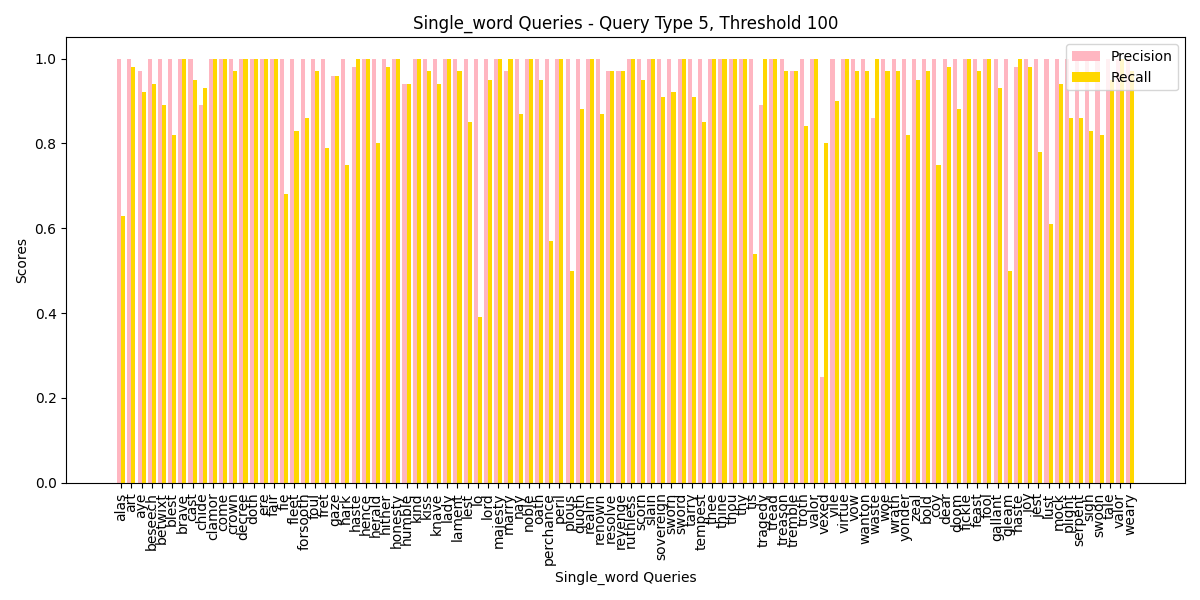 Single_word Queries - Query Type 5, Threshold 100
Precision
Recall
Scores
1.0
0.8
0.6
0.4
0.2
0.0
alas
art
aye
beseech
betwixt
blest
brave
cast
chide
clamor
come
crown
decree
doth
ere
fair
fie
fleet
forsooth
foul
fret
gaze
hark
haste
hence
herald
hither
honesty
humble
kind
kiss
knave
lady
lament
lest
lo
lord
majesty
marry
nay
noble
oath
perchance
peril
pious
quoth
realm
renown
resolve
revenge
ruthless
scorn
slain
sovereign
sworn
sword
tarry
tempest
thee
thine
thou
thy
tis
tragedy
tread
treason
tremble
troth
valor
vexed
vile
virtue
vow
wanton
waste
woe
wrath
yonder
zeal
bold
coy
dear
doom
fickle
feast
fool
gallant
gleam
haste
joy
jest
lust
mock
plight
serpent
sigh
swoon
tale
valor
weary
Single_word Queries